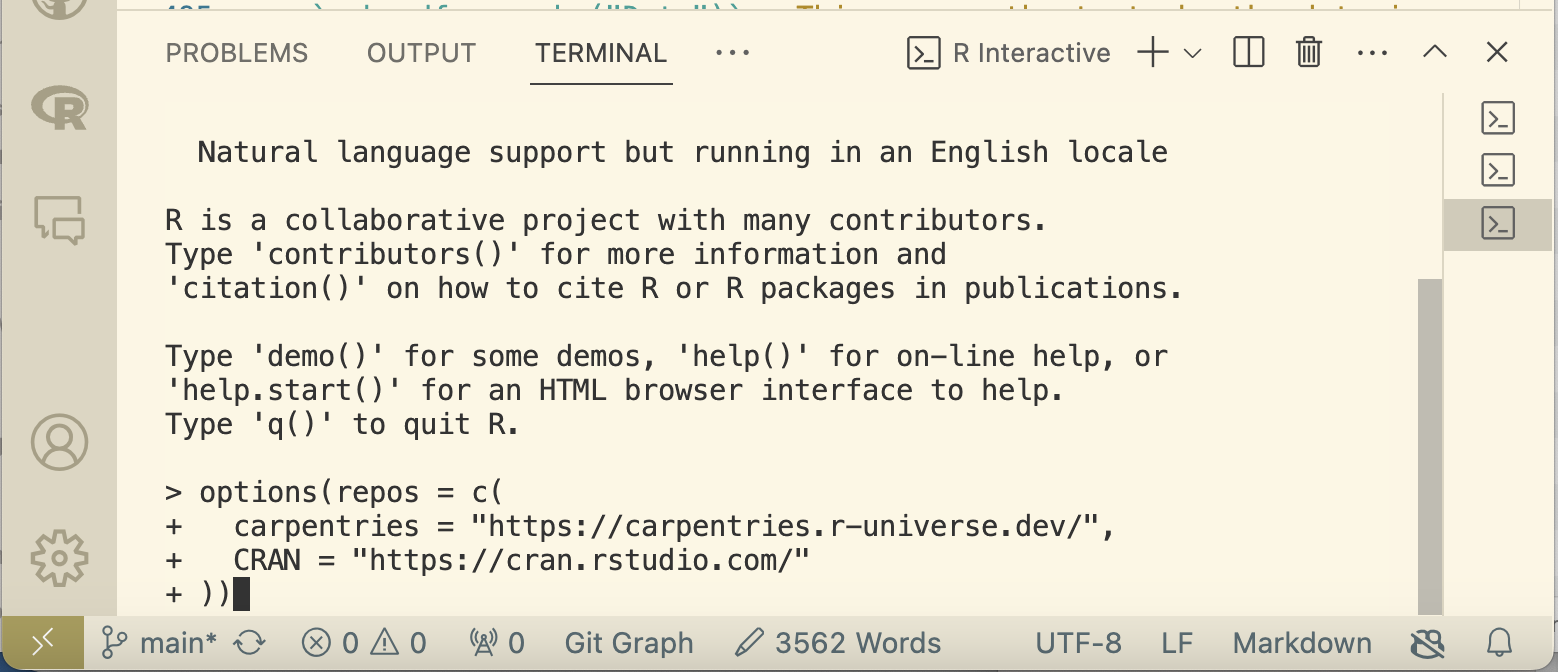 PROBLEMS OUTPUT TERMINAL ··· R Interactive
Natural language support but running in an English locale
R is a collaborative project with many contributors.
Type 'contributors()' for more information and
'citation()' on how to cite R or R packages in publications.
Type 'demo()' for some demos, 'help()' for on-line help, or
'help.start()' for an HTML browser interface to help.
Type 'q()' to quit R.
> options(repos = c(
+   carpentries = "https://carpentries.r-universe.dev/",
+   CRAN = "https://cran.rstudio.com/"
+ ))
main* 0 0 0 Git Graph 3562 Words UTF-8 LF Markdown